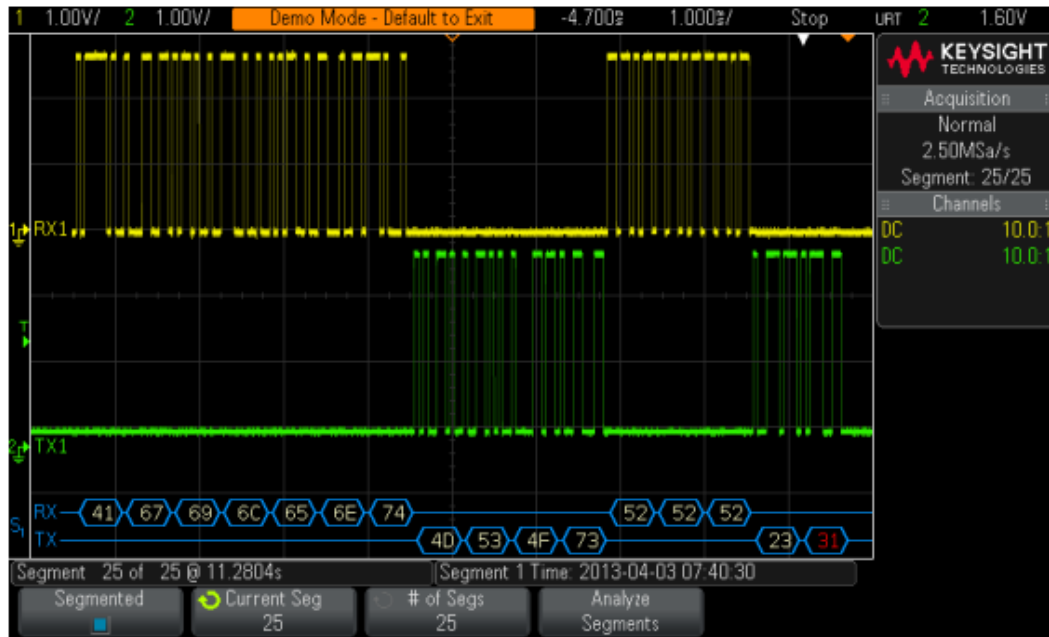 1 1.00V/ 2 1.00V/ Demo Mode - Default to Exit -4.700s 1.000s/ Stop URT 2 1.60V
KEYSIGHT
TECHNOLOGIES
Acquisition
Normal
2.50MSa/s
Segment: 25/25
Channels
DC 10.0:1
DC 10.0:1
1 RX1
T
2 TX1
S1 RX 41 67 69 6C 65 6E 74 52 52 52
TX 4D 53 4F 73 23 31
Segment 25 of 25 @ 11.2804s Segment 1 Time: 2013-04-03 07:40:30
Segmented Current Seg 25 # of Segs 25 Analyze Segments